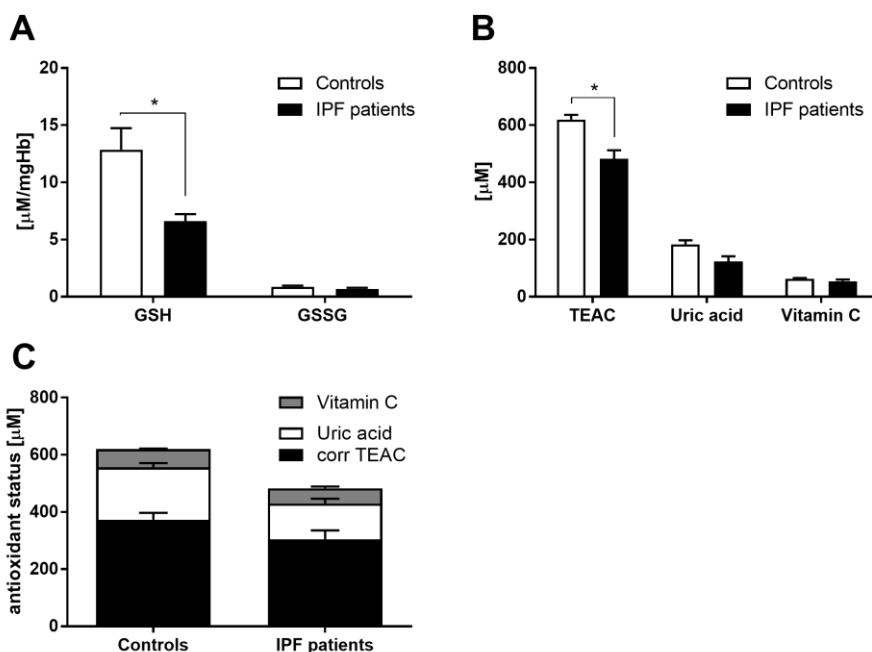 A
[μM/mgHb]
20
15
10
5
0
*
Controls
IPF patients
GSH
GSSG
B
[μM]
800
600
400
200
0
*
Controls
IPF patients
TEAC
Uric acid
Vitamin C
C
antioxidant status [μM]
800
600
400
200
0
Vitamin C
Uric acid
corr TEAC
Controls
IPF patients